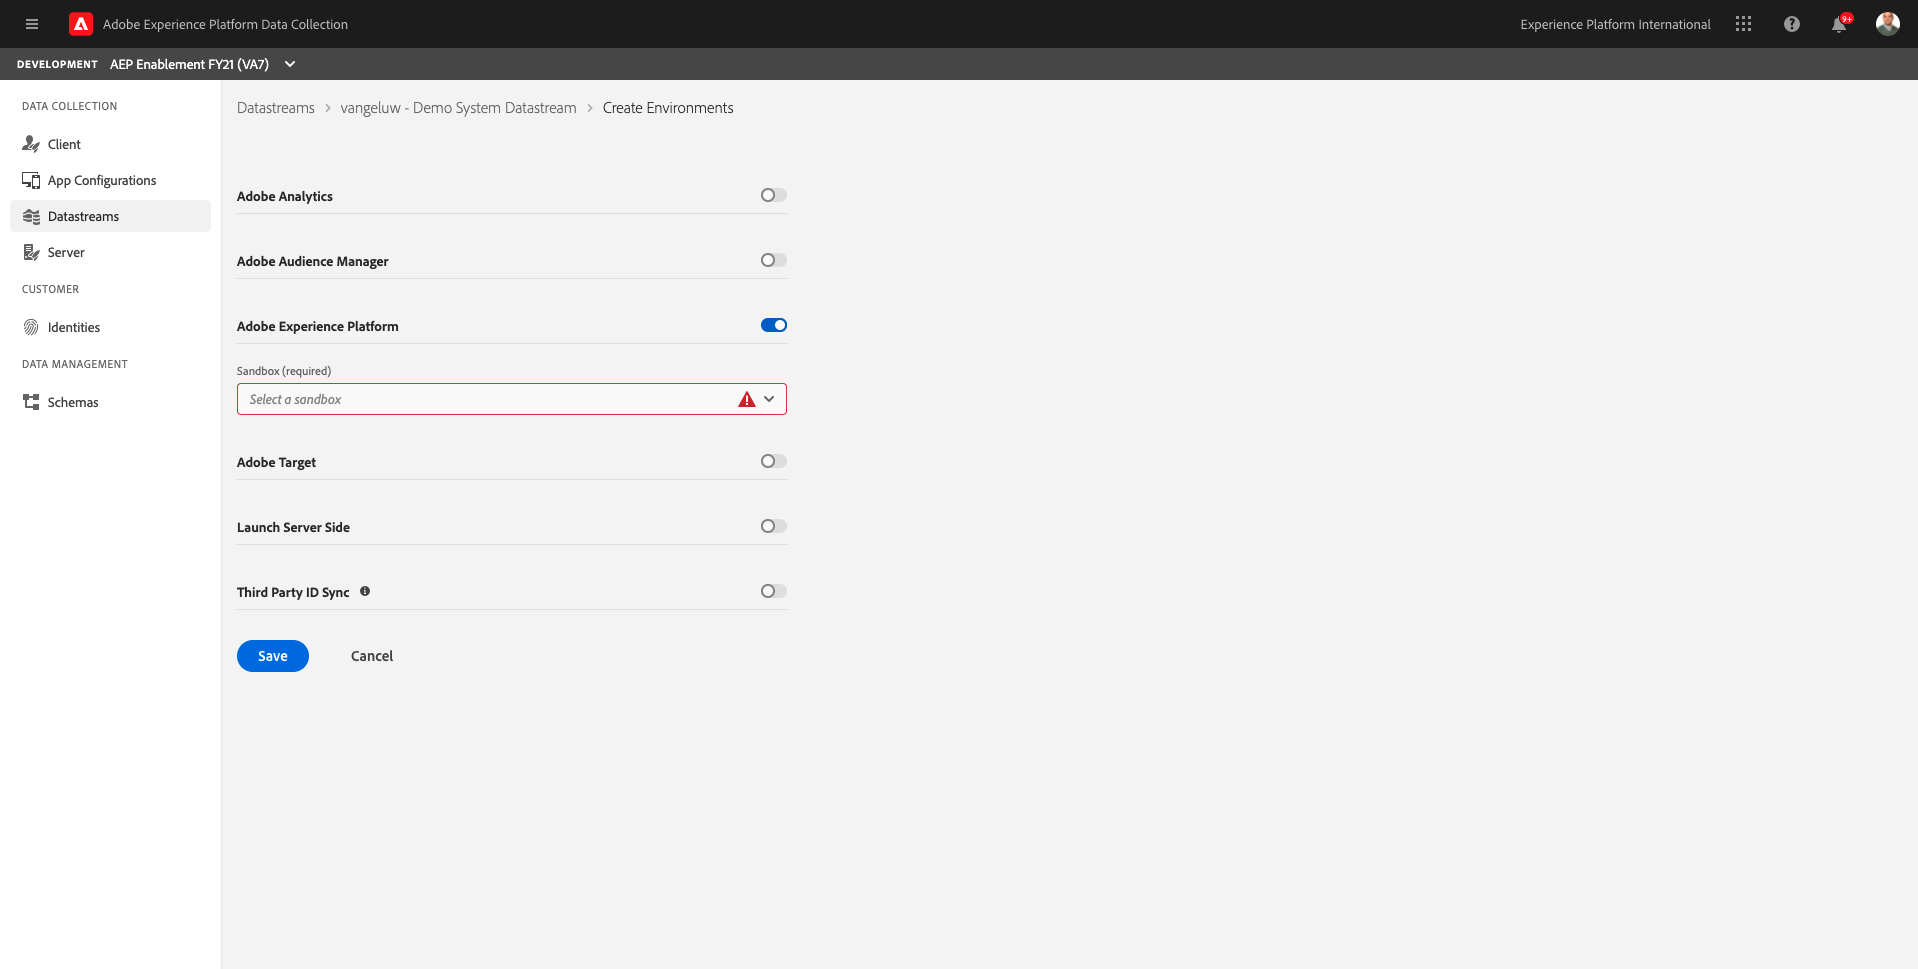 Adobe Experience Platform Data Collection
Experience Platform International
9+
DEVELOPMENT AEP Enablement FY21 (VA7)
DATA COLLECTION
Client
App Configurations
Datastreams
Server
CUSTOMER
Identities
DATA MANAGEMENT
Schemas
Datastreams > vangeluw - Demo System Datastream > Create Environments
Adobe Analytics
Adobe Audience Manager
Adobe Experience Platform
Sandbox (required)
Select a sandbox
Adobe Target
Launch Server Side
Third Party ID Sync
Save Cancel